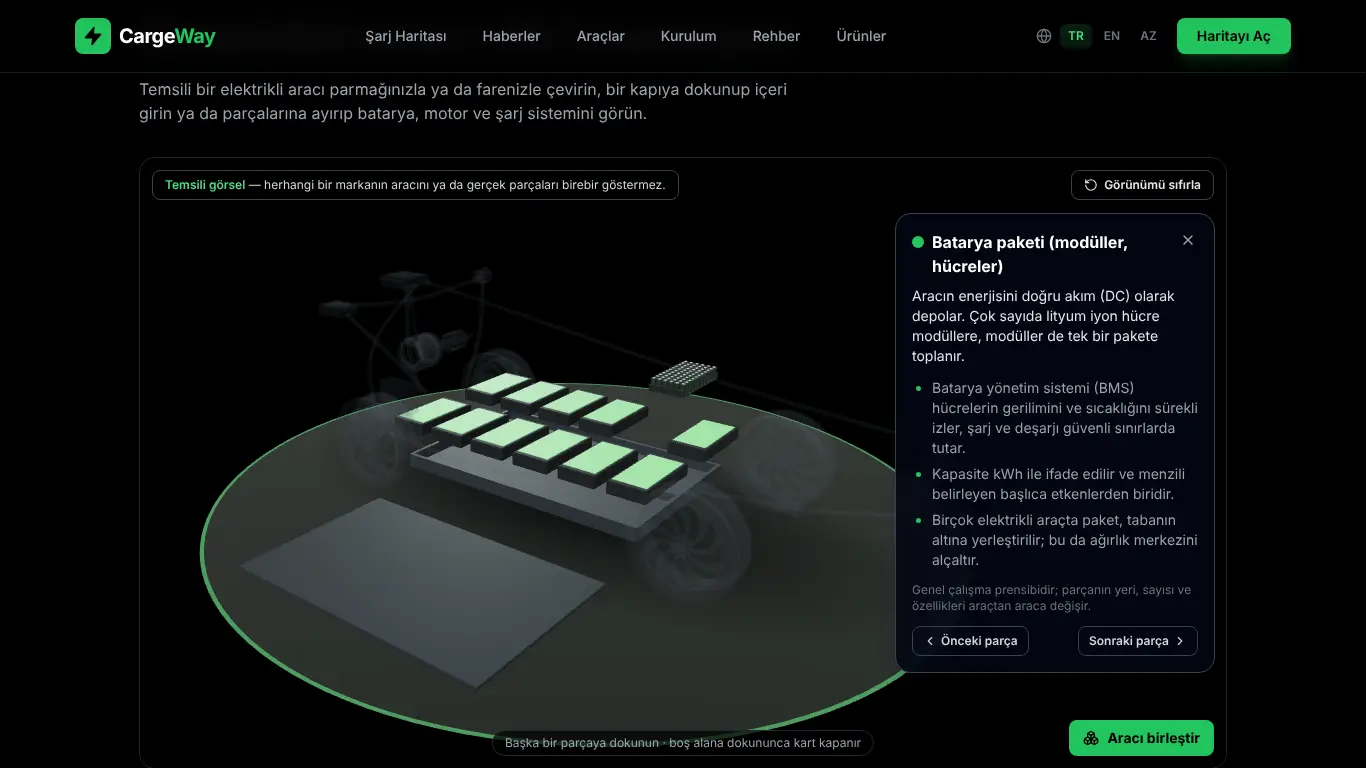 CargeWay
Şarj Haritası
Haberler
Araçlar
Kurulum
Rehber
Ürünler
TR
EN
AZ
Haritayı Aç
Temsili bir elektrikli aracı parmağınızla ya da farenizle çevirin, bir kapıya dokunup içeri
girin ya da parçalarına ayırıp batarya, motor ve şarj sistemini görün.
Temsili görsel — herhangi bir markanın aracını ya da gerçek parçaları birebir göstermez.
Görünümü sıfırla
Batarya paketi (modüller,
hücreler)
Aracın enerjisini doğru akım (DC) olarak
depolar. Çok sayıda lityum iyon hücre
modüllere, modüller de tek bir pakete
toplanır.
Batarya yönetim sistemi (BMS)
hücrelerin gerilimini ve sıcaklığını sürekli
izler, şarj ve deşarjı güvenli sınırlarda
tutar.
Kapasite kWh ile ifade edilir ve menzili
belirleyen başlıca etkenlerden biridir.
Birçok elektrikli araçta paket, tabanın
altına yerleştirilir; bu da ağırlık merkezini
alçaltır.
Genel çalışma prensibidir; parçanın yeri, sayısı ve
özellikleri araçtan araca değişir.
Önceki parça
Sonraki parça
Başka bir parçaya dokunun · boş alana dokununca kart kapanır
Aracı birleştir